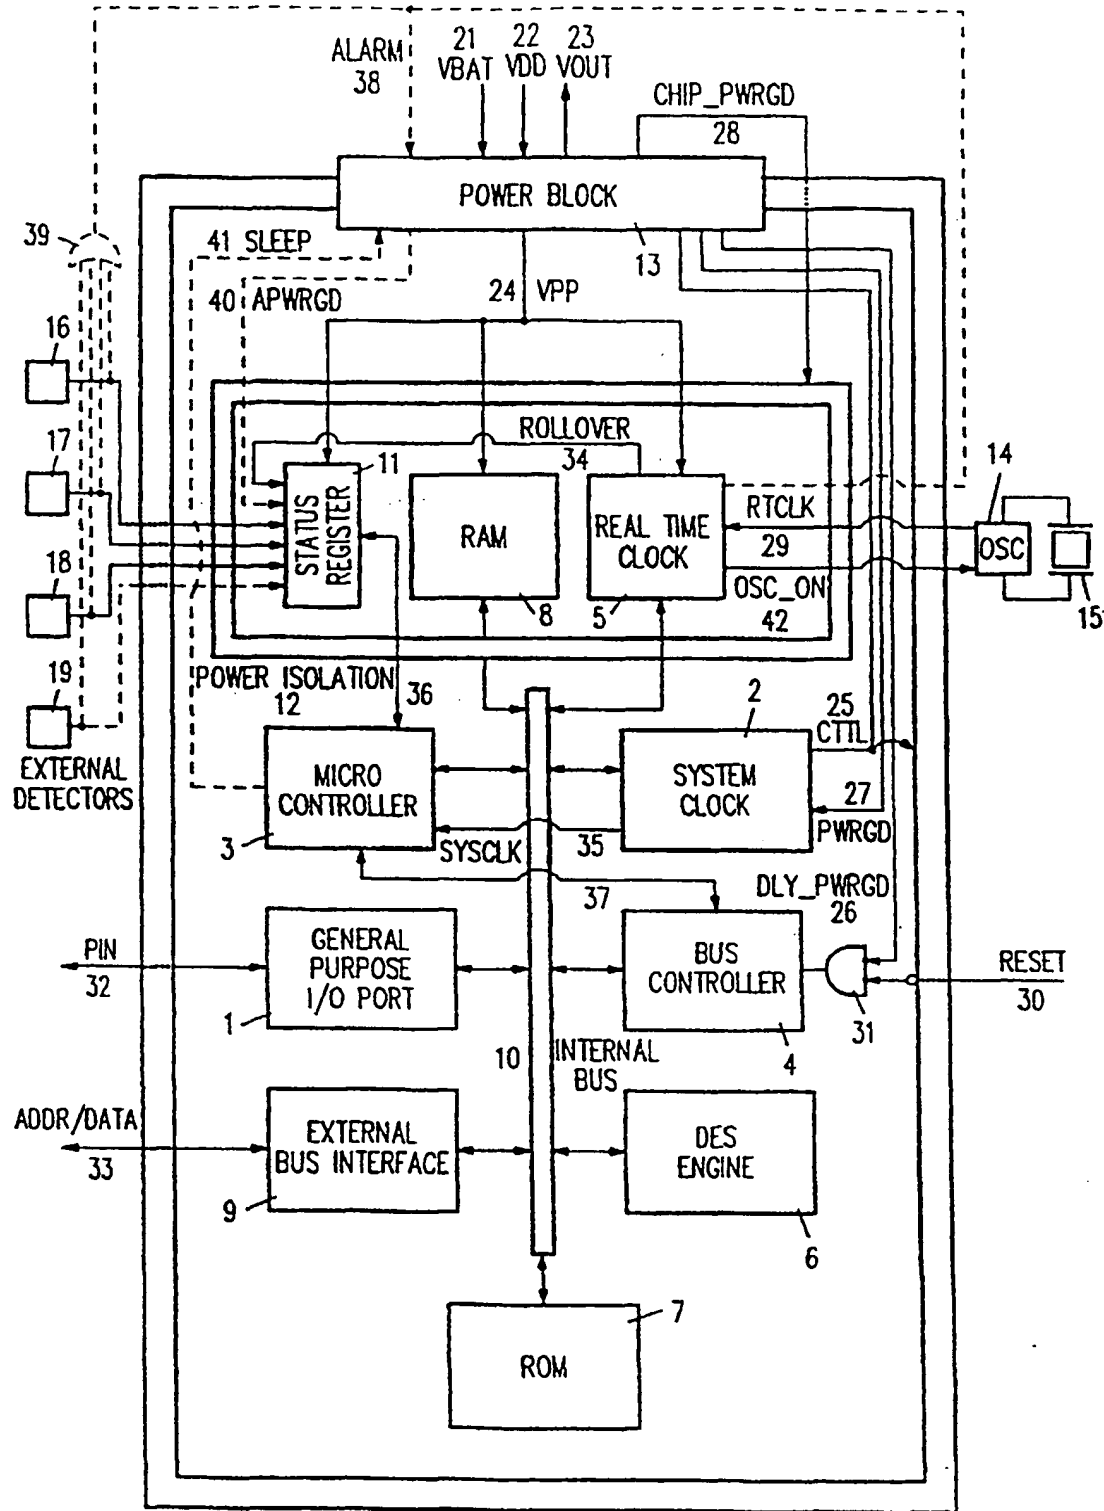 ALARM
38
21
VBAT
22
VDD
23
VOUT
CHIP_PWRGD
28
POWER BLOCK
13
39
41 SLEEP
40 APWRGD
24 VPP
16
17
18
19
EXTERNAL
DETECTORS
ROLLOVER
34
11
STATUS
REGISTER
RAM
8
REAL TIME
CLOCK
5
RTCLK
29
OSC_ON
42
14
OSC
15
POWER ISOLATION
12
36
MICRO
CONTROLLER
3
SYSCLK
35
2
SYSTEM
CLOCK
25
CTTL
27
PWRGD
37
DLY_PWRGD
26
PIN
32
GENERAL
PURPOSE
I/O PORT
1
BUS
CONTROLLER
4
31
RESET
30
10
INTERNAL
BUS
ADDR/DATA
33
EXTERNAL
BUS INTERFACE
9
DES
ENGINE
6
7
ROM